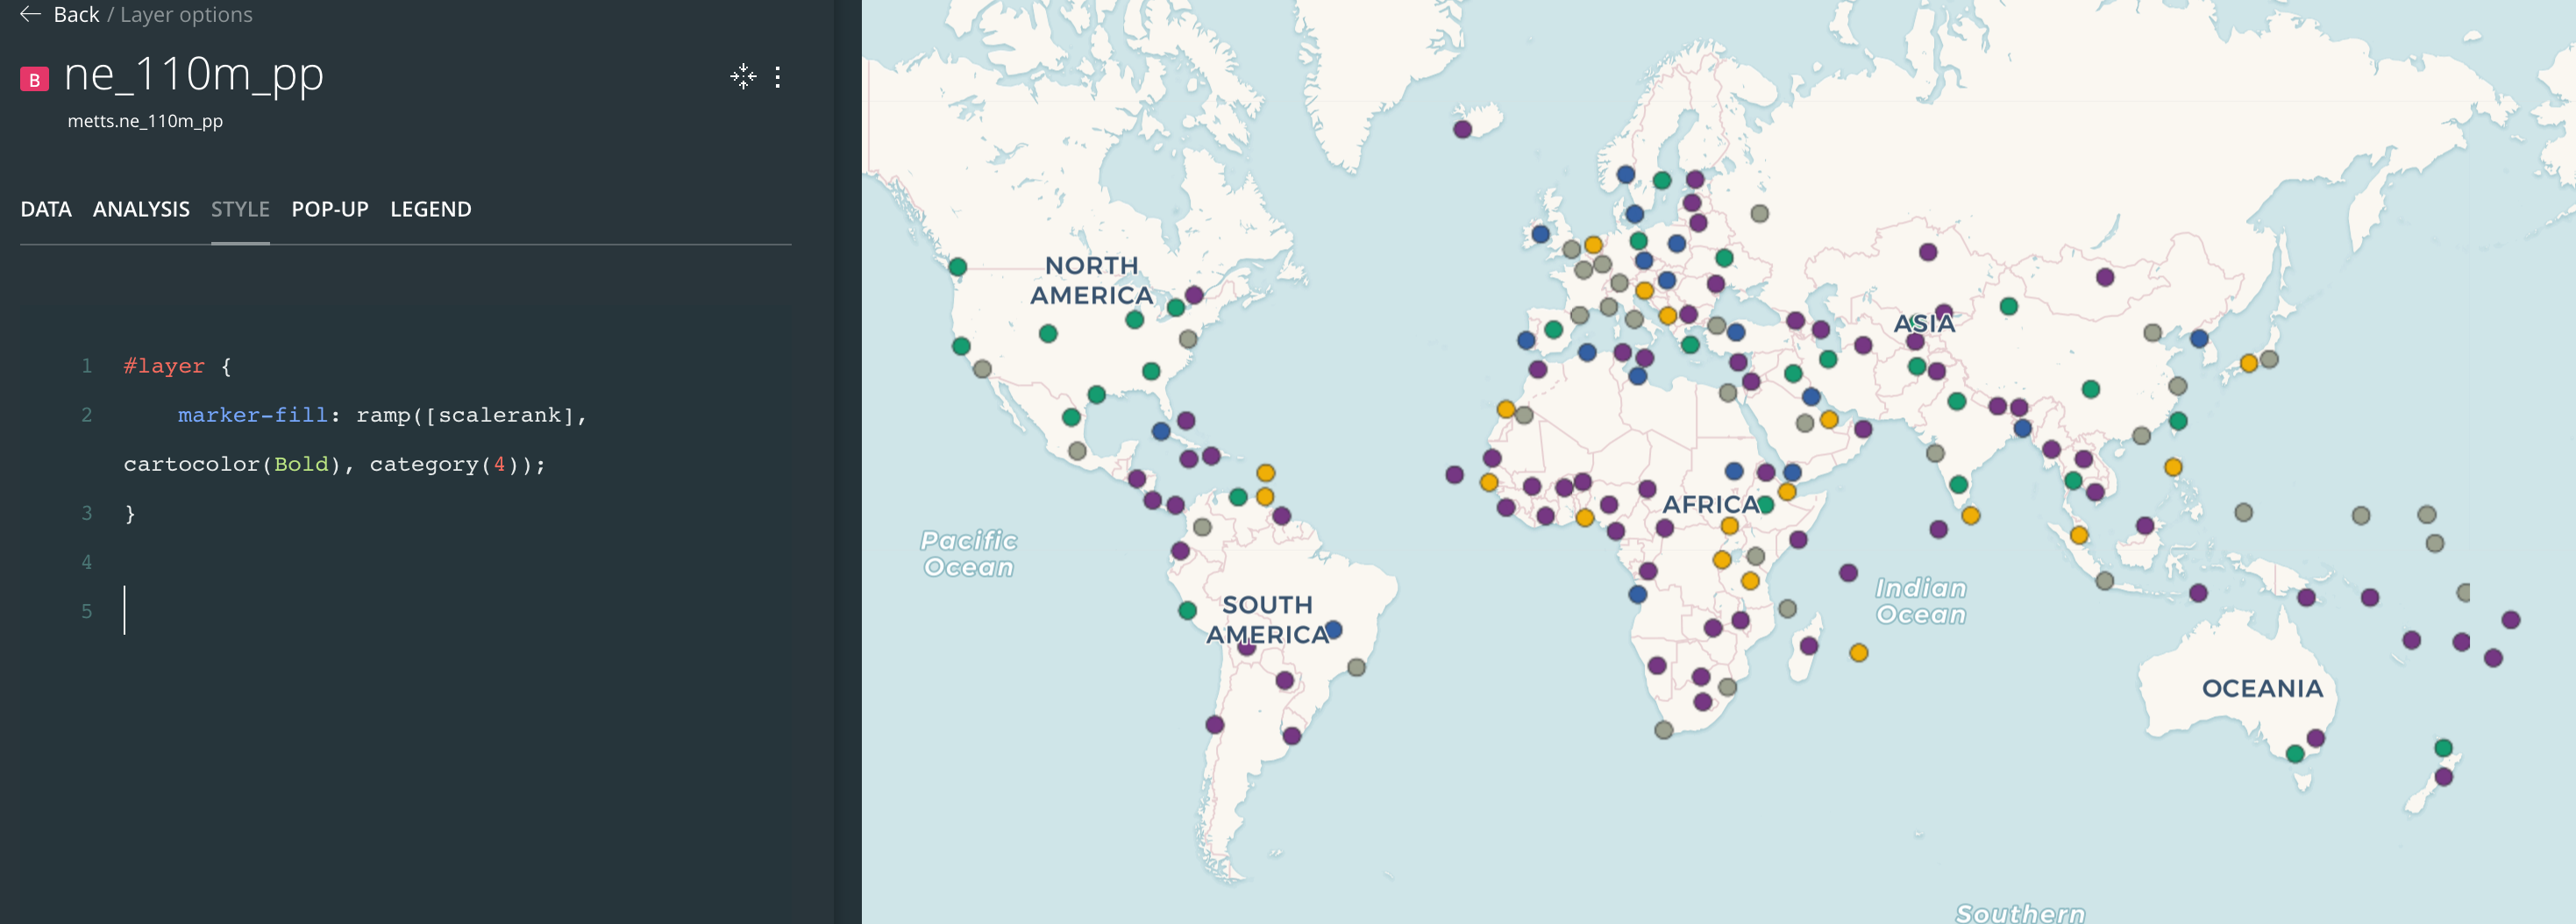 Back / Layer options
B ne_110m_pp
metts.ne_110m_pp
DATA ANALYSIS STYLE POP-UP LEGEND
1 #layer {
2 marker-fill: ramp([scalerank],
cartocolor(Bold), category(4));
3 }
4
5
NORTH
AMERICA
ASIA
AFRICA
Pacific
Ocean
SOUTH
AMERICA
Indian
Ocean
OCEANIA
Southern